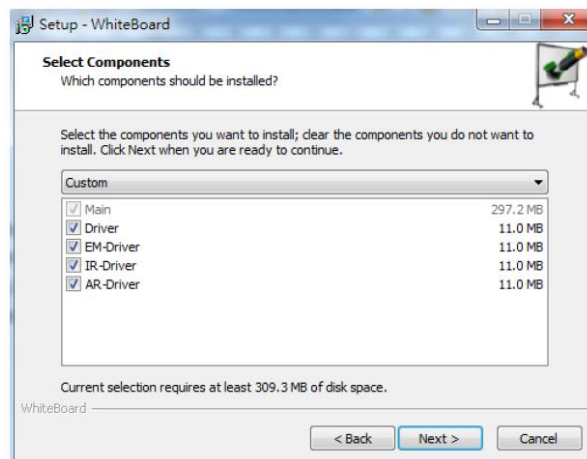 Setup - WhiteBoard
Select Components
Which components should be installed?
Select the components you want to install; clear the components you do not want to
install. Click Next when you are ready to continue.
Custom
Main 297.2 MB
Driver 11.0 MB
EM-Driver 11.0 MB
IR-Driver 11.0 MB
AR-Driver 11.0 MB
Current selection requires at least 309.3 MB of disk space.
WhiteBoard
< Back Next > Cancel